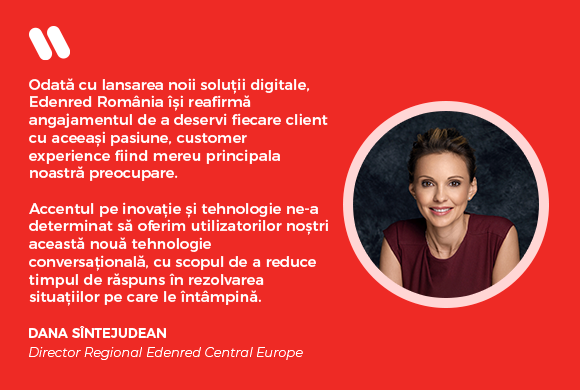 Odată cu lansarea noii soluții digitale,
Edenred România își reafirmă
angajamentul de a deservi fiecare client
cu aceeași pasiune, customer
experience fiind mereu principala
noastră preocupare.
Accentul pe inovație și tehnologie ne-a
determinat să oferim utilizatorilor noștri
această nouă tehnologie
conversațională, cu scopul de a reduce
timpul de răspuns în rezolvarea
situațiilor pe care le întâmpină.
DANA SÎNTEJUDEAN
Director Regional Edenred Central Europe